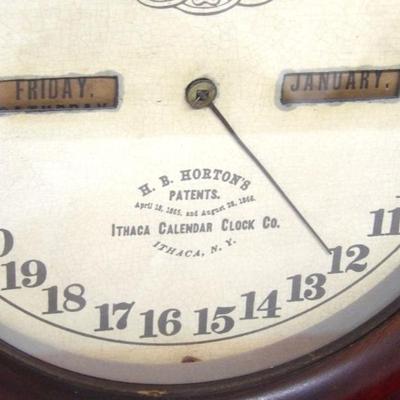 FRIDAY.
JANUARY.
H. B. HORTON'S
PATENTS.
April 18, 1865, and August 28, 1866.
ITHACA CALENDAR CLOCK CO.
ITHACA, N. Y.
11
12
13
14
15
16
17
18
19